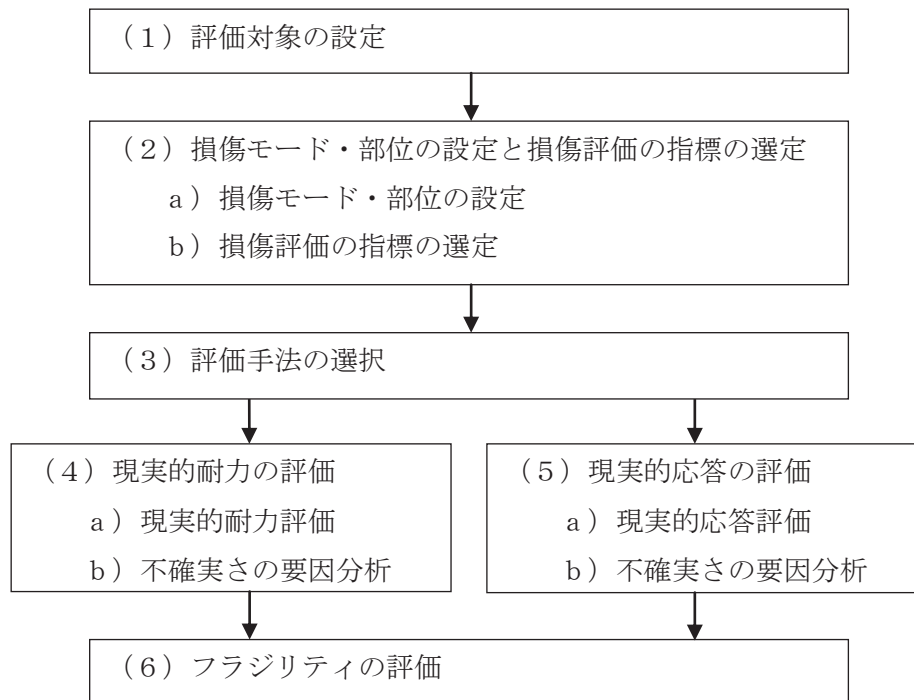 （１）評価対象の設定
（２）損傷モード・部位の設定と損傷評価の指標の選定
ａ）損傷モード・部位の設定
ｂ）損傷評価の指標の選定
（３）評価手法の選択
（４）現実的耐力の評価
ａ）現実的耐力評価
ｂ）不確実さの要因分析
（５）現実的応答の評価
ａ）現実的応答評価
ｂ）不確実さの要因分析
（６）フラジリティの評価